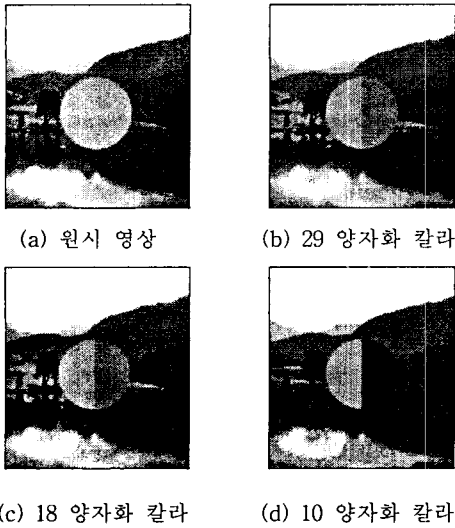 (a) 원시 영상
(b) 29 양자화 칼라
(c) 18 양자화 칼라
(d) 10 양자화 칼라